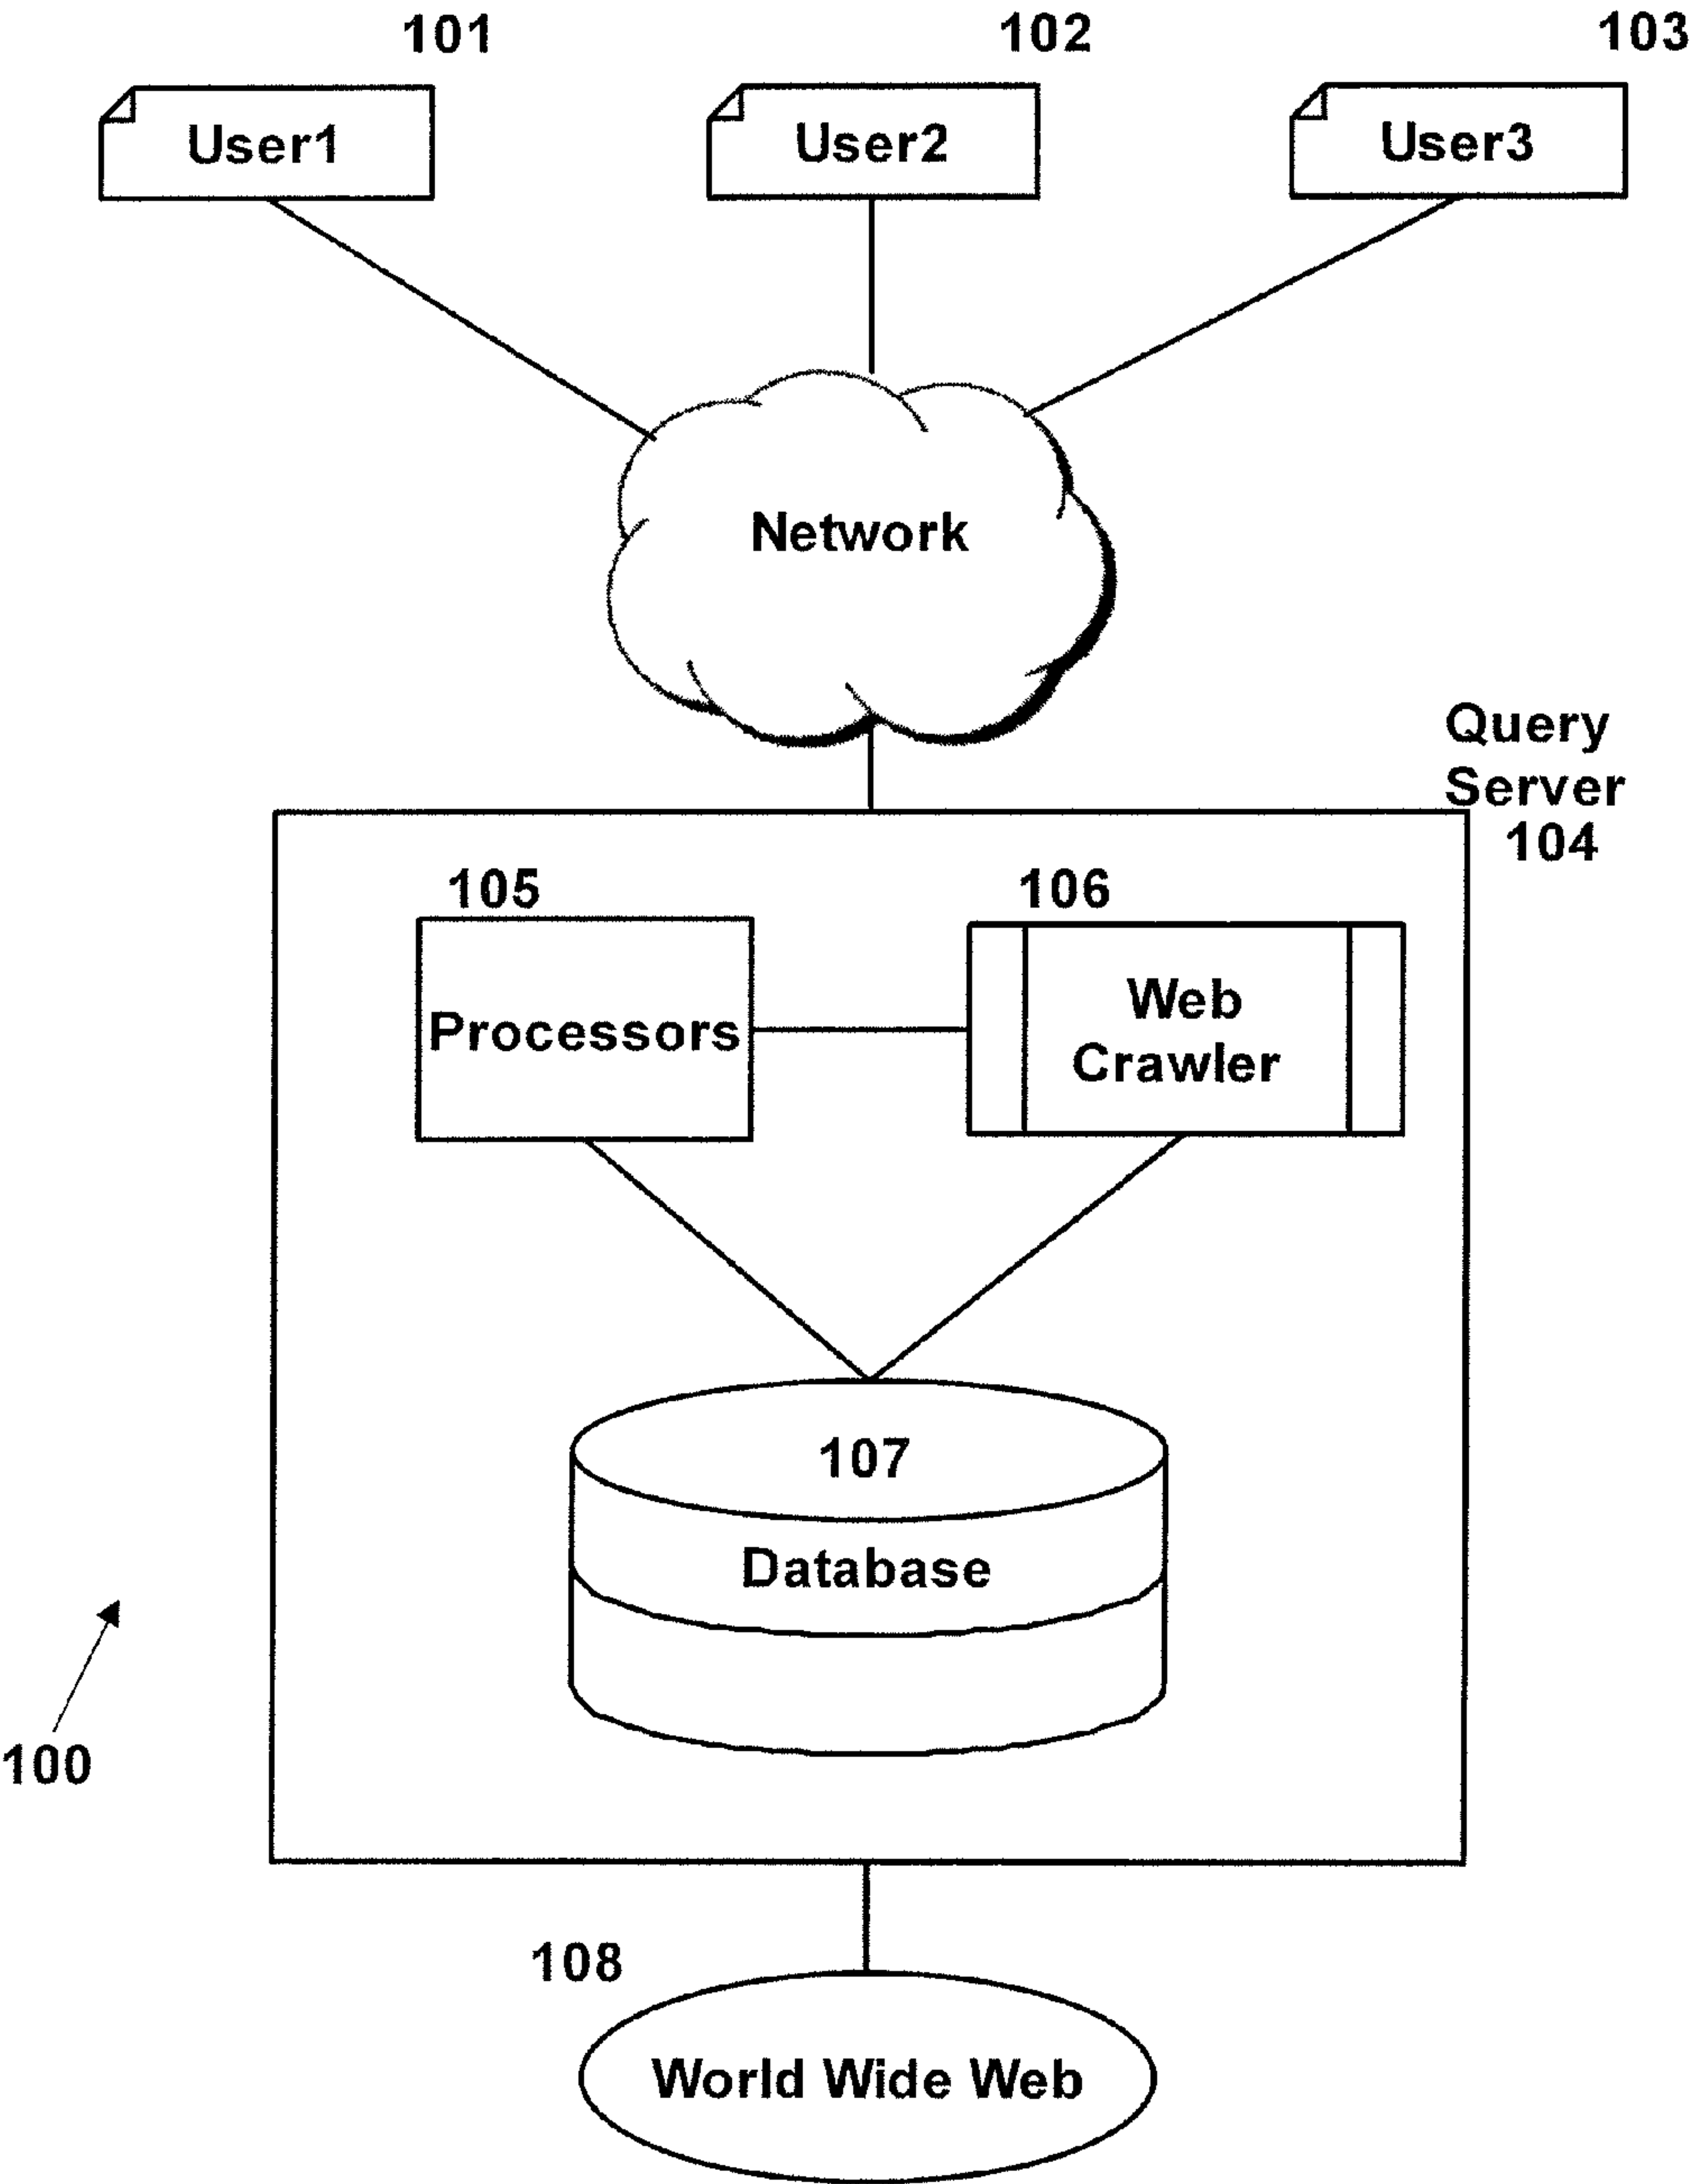 101
102
103
User1
User2
User3
Network
Query
Server
104
105
106
Processors
Web
Crawler
107
Database
100
108
World Wide Web